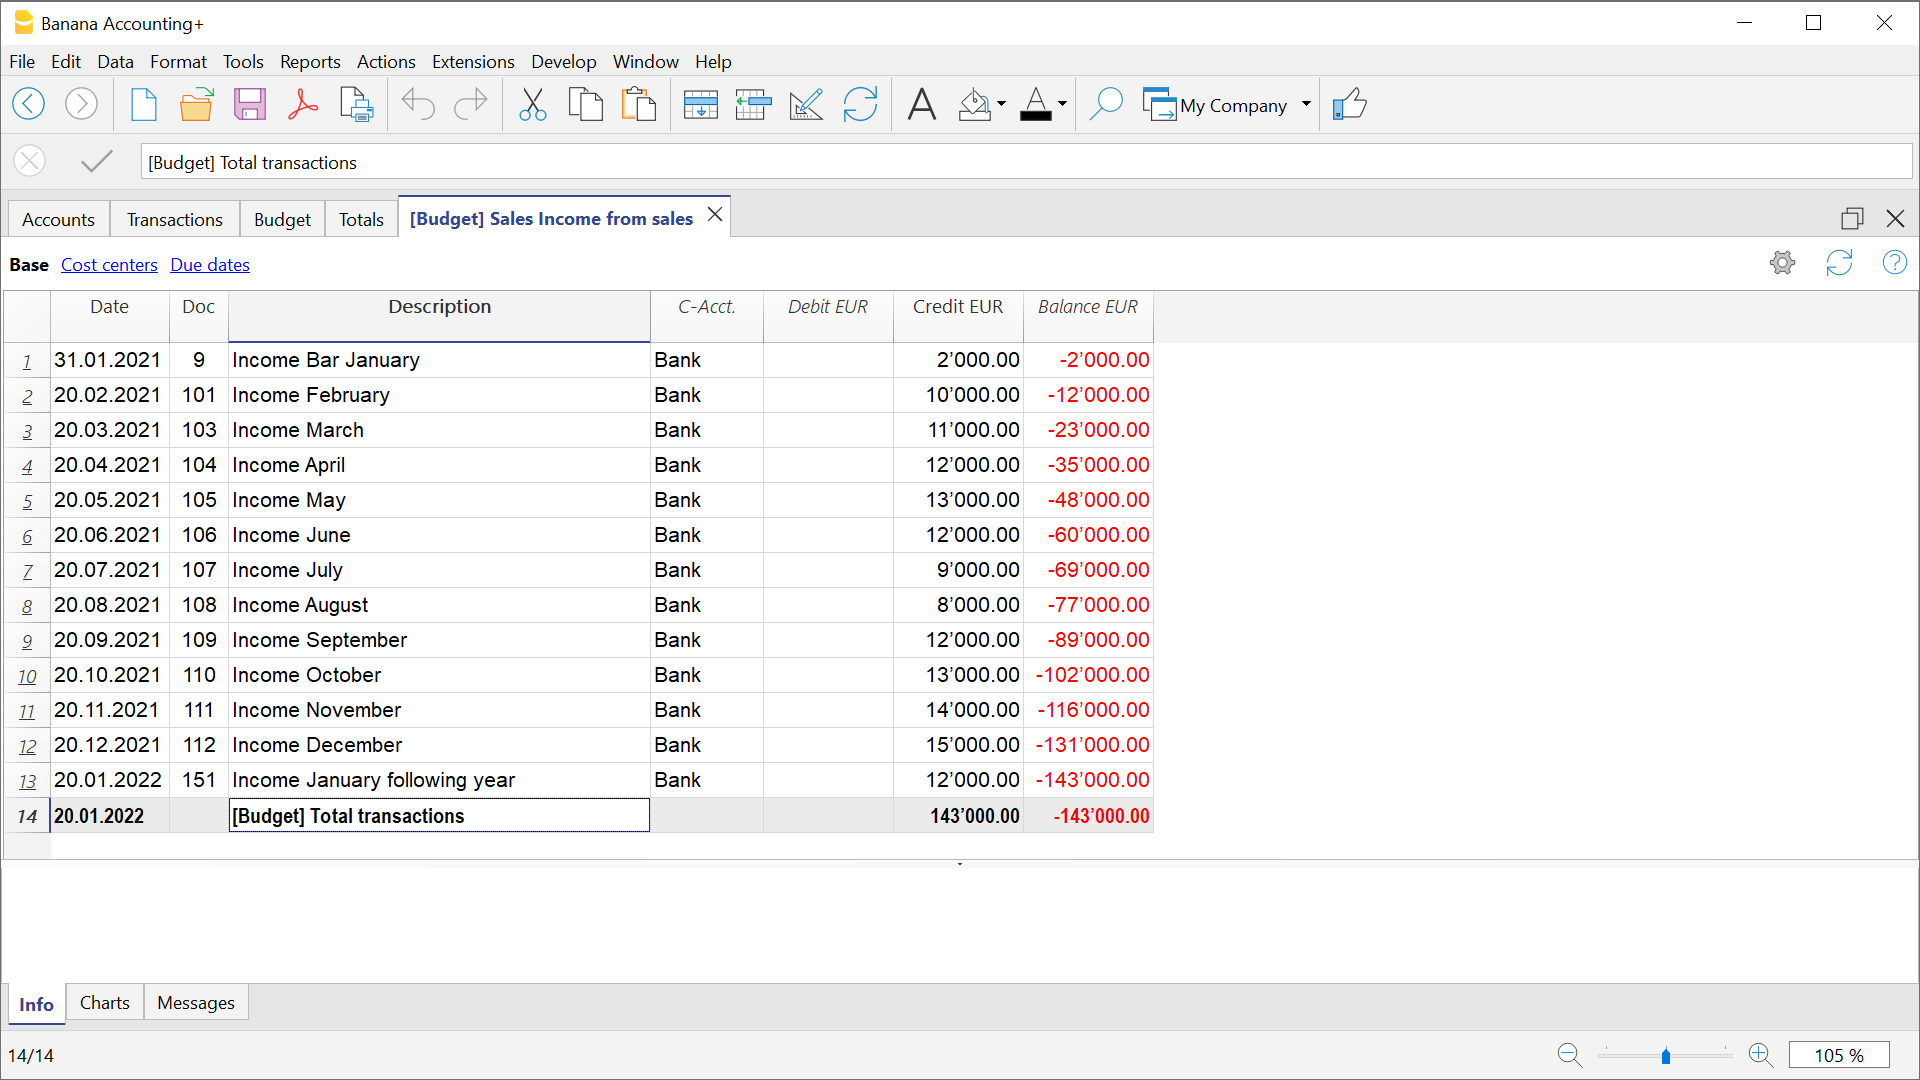 Banana Accounting+
File Edit Data Format Tools Reports Actions Extensions Develop Window Help
My Company
[Budget] Total transactions
Accounts Transactions Budget Totals [Budget] Sales Income from sales
Base Cost centers Due dates
Date Doc Description C-Acct. Debit EUR Credit EUR Balance EUR
1 31.01.2021 9 Income Bar January Bank 2’000.00 -2’000.00
2 20.02.2021 101 Income February Bank 10’000.00 -12’000.00
3 20.03.2021 103 Income March Bank 11’000.00 -23’000.00
4 20.04.2021 104 Income April Bank 12’000.00 -35’000.00
5 20.05.2021 105 Income May Bank 13’000.00 -48’000.00
6 20.06.2021 106 Income June Bank 12’000.00 -60’000.00
7 20.07.2021 107 Income July Bank 9’000.00 -69’000.00
8 20.08.2021 108 Income August Bank 8’000.00 -77’000.00
9 20.09.2021 109 Income September Bank 12’000.00 -89’000.00
10 20.10.2021 110 Income October Bank 13’000.00 -102’000.00
11 20.11.2021 111 Income November Bank 14’000.00 -116’000.00
12 20.12.2021 112 Income December Bank 15’000.00 -131’000.00
13 20.01.2022 151 Income January following year Bank 12’000.00 -143’000.00
14 20.01.2022 [Budget] Total transactions 143’000.00 -143’000.00
Info Charts Messages
14/14 105 %